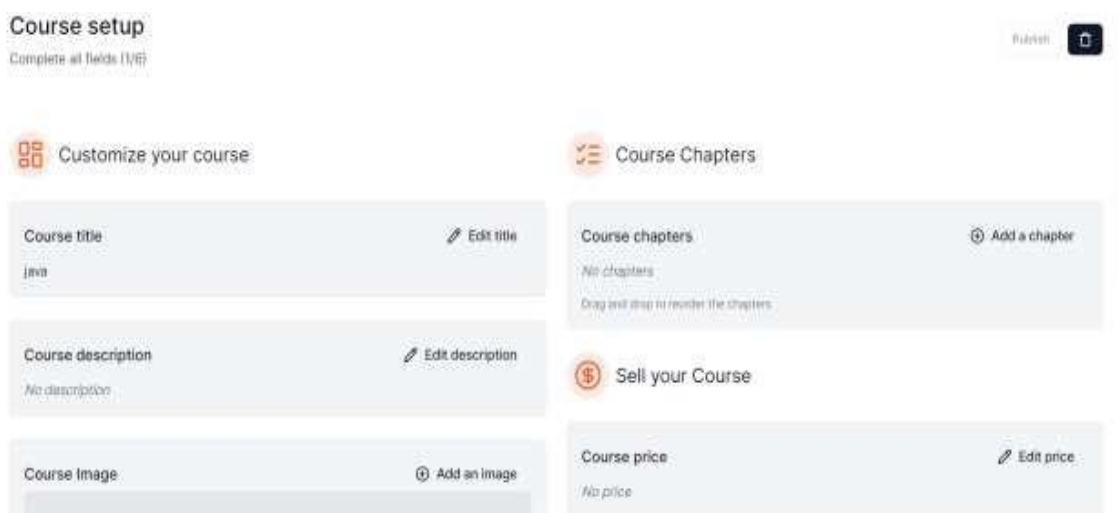 Course setup
Complete all fields (1/6)
Publish
Customize your course
Course title
Edit title
java
Course description
Edit description
No description
Course Image
Add an image
Course Chapters
Course chapters
Add a chapter
No chapters
Drag and drop to reorder the chapters
Sell your Course
Course price
Edit price
No price